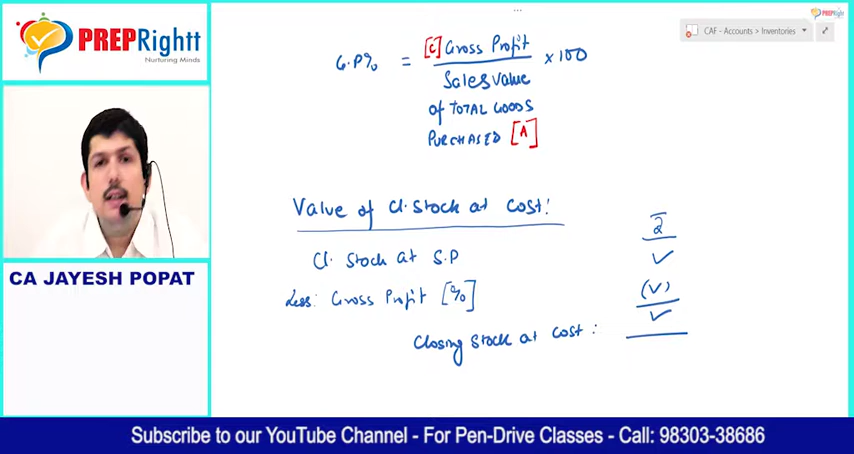 PREPRightt
Nurturing Minds
CAF - Accounts > Inventories
PREPRightt
G.P% = [C] Gross Profit × 100
Sales Value
of TOTAL GOODS
PURCHASED [A]
Value of Cl. Stock at Cost:
Cl. Stock at S.P ✓
Less: Gross Profit [%] (✓)
✓
Closing Stock at Cost:
CA JAYESH POPAT
Subscribe to our YouTube Channel - For Pen-Drive Classes - Call: 98303-38686